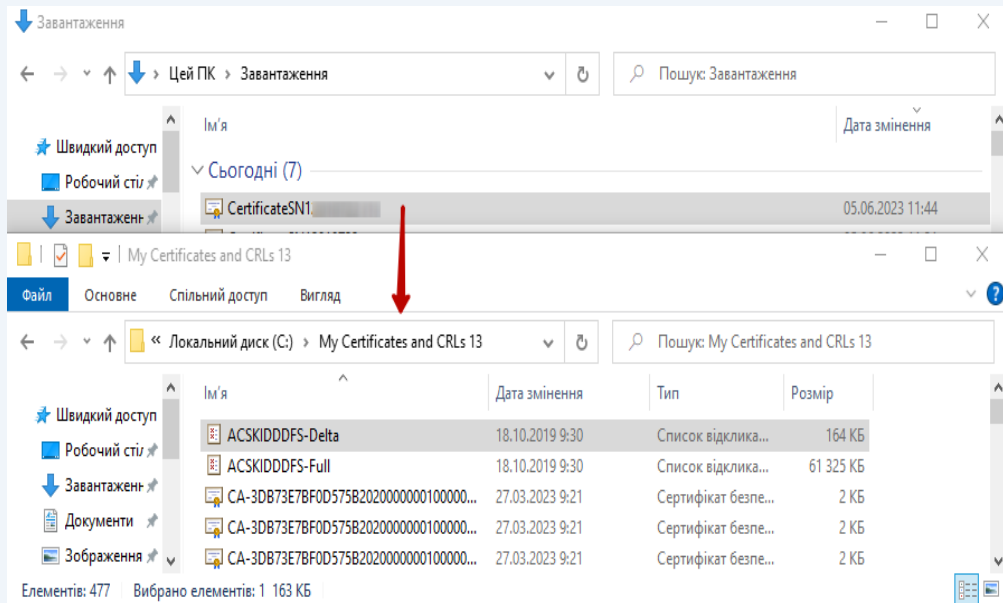 Завантаження
Цей ПК › Завантаження
Пошук: Завантаження
Ім'я Дата змінення
Швидкий доступ
Сьогодні (7)
Робочий стіл
CertificateSN1. 05.06.2023 11:44
Завантажень
My Certificates and CRLs 13
Файл Основне Спільний доступ Вигляд
« Локальний диск (C:) › My Certificates and CRLs 13
Пошук: My Certificates and CRLs 13
Ім'я Дата змінення Тип Розмір
Швидкий доступ
ACSKIDDDFS-Delta 18.10.2019 9:30 Список відклика... 164 КБ
Робочий стіл
ACSKIDDDFS-Full 18.10.2019 9:30 Список відклика... 61 325 КБ
Завантажень
CA-3DB73E7BF0D575B2020000000100000... 27.03.2023 9:21 Сертифікат безпе... 2 КБ
Документи
CA-3DB73E7BF0D575B2020000000100000... 27.03.2023 9:21 Сертифікат безпе... 2 КБ
Зображення
CA-3DB73E7BF0D575B2020000000100000... 27.03.2023 9:21 Сертифікат безпе... 2 КБ
Елементів: 477 Вибрано елементів: 1 163 КБ